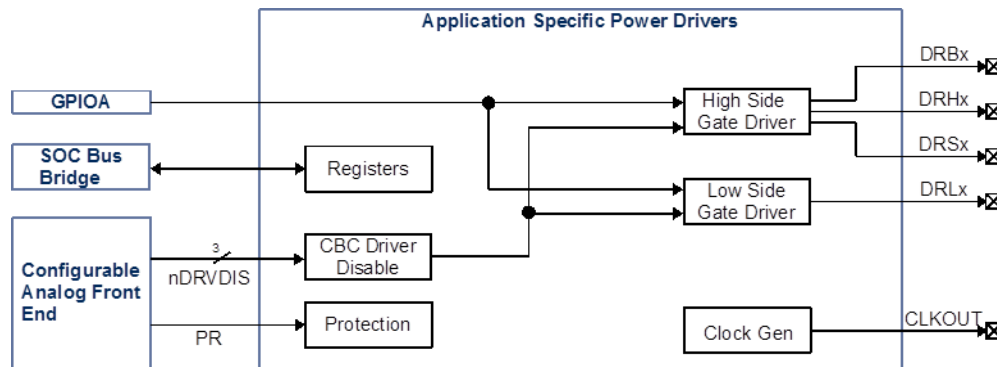 Application Specific Power Drivers
DRBx
GPIOA
High Side
Gate Driver
DRHx
DRSx
SOC Bus
Bridge
Registers
Low Side
Gate Driver
DRLx
Configurable
Analog Front
End
3
nDRVDIS
CBC Driver
Disable
PR
Protection
Clock Gen
CLKOUT